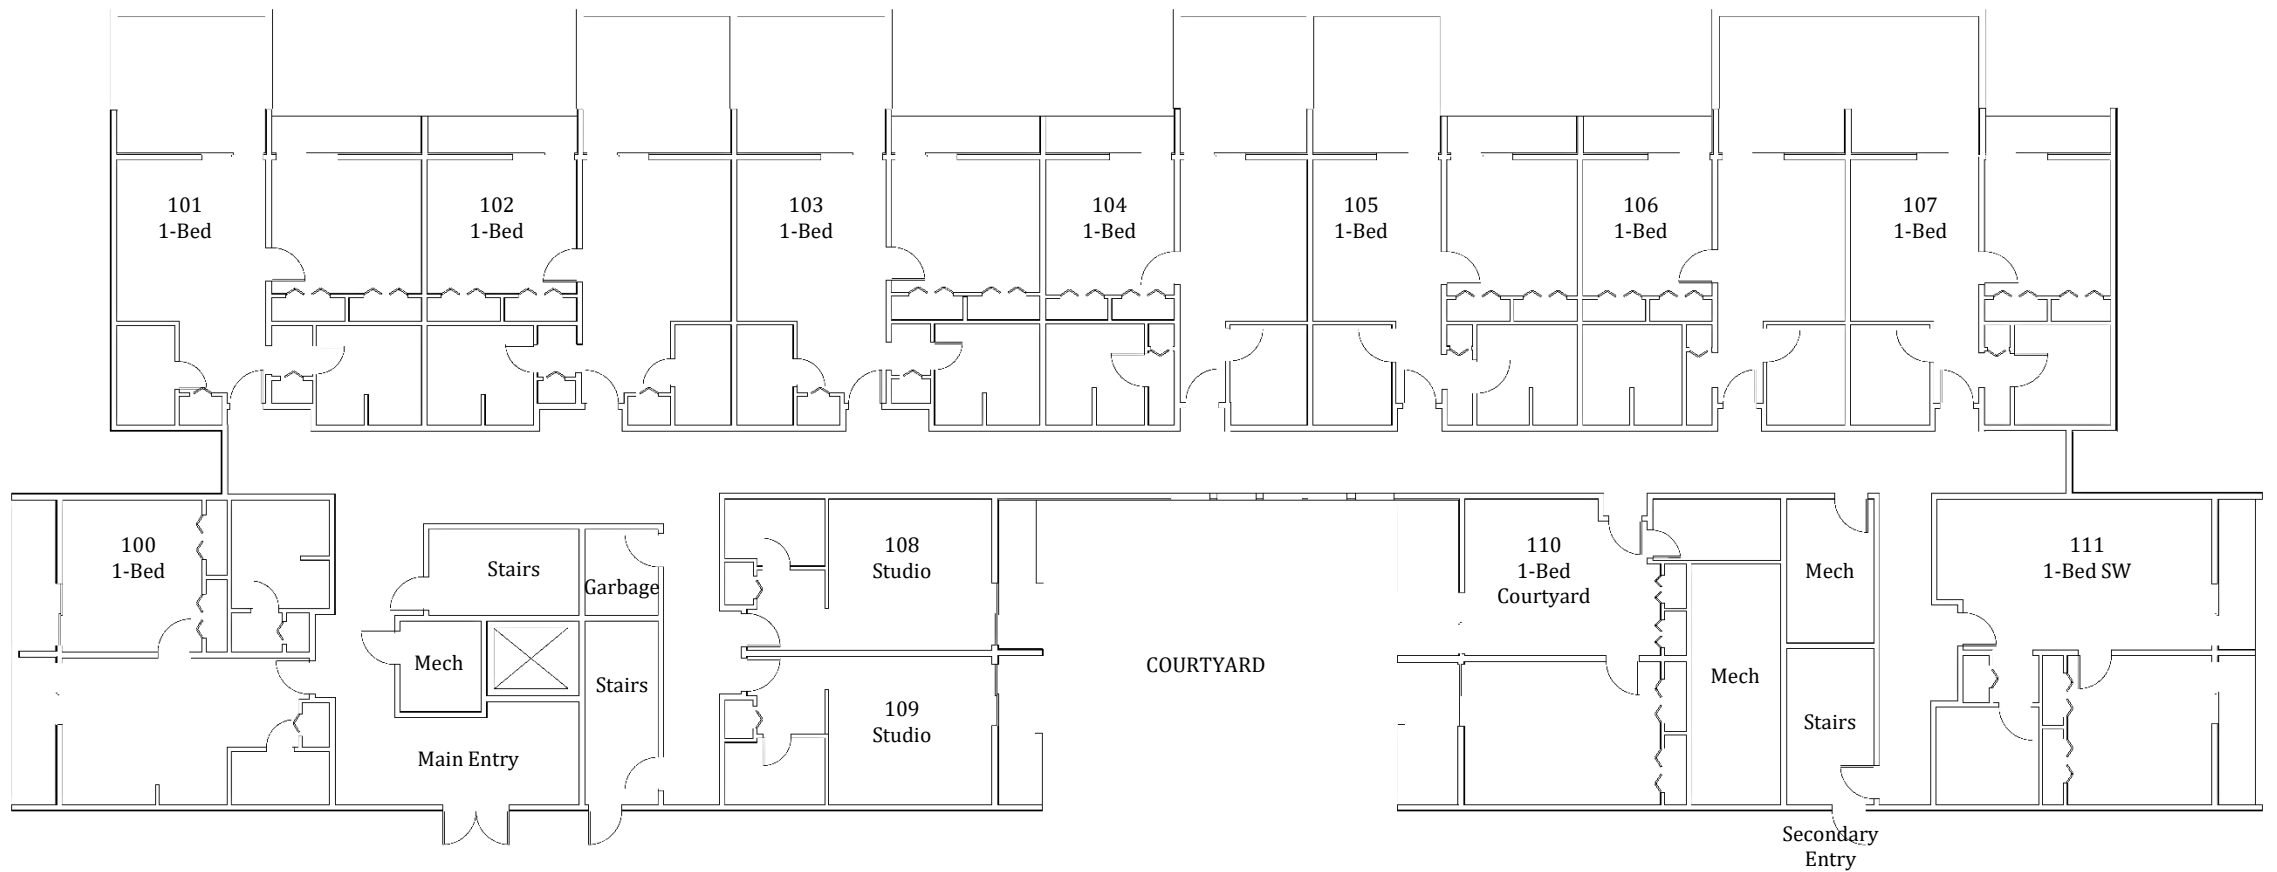 101
1-Bed
102
1-Bed
103
1-Bed
104
1-Bed
105
1-Bed
106
1-Bed
107
1-Bed
100
1-Bed
Stairs
Garbage
108
Studio
110
1-Bed
Courtyard
Mech
111
1-Bed SW
Mech
Stairs
COURTYARD
Mech
109
Studio
Stairs
Main Entry
Secondary
Entry